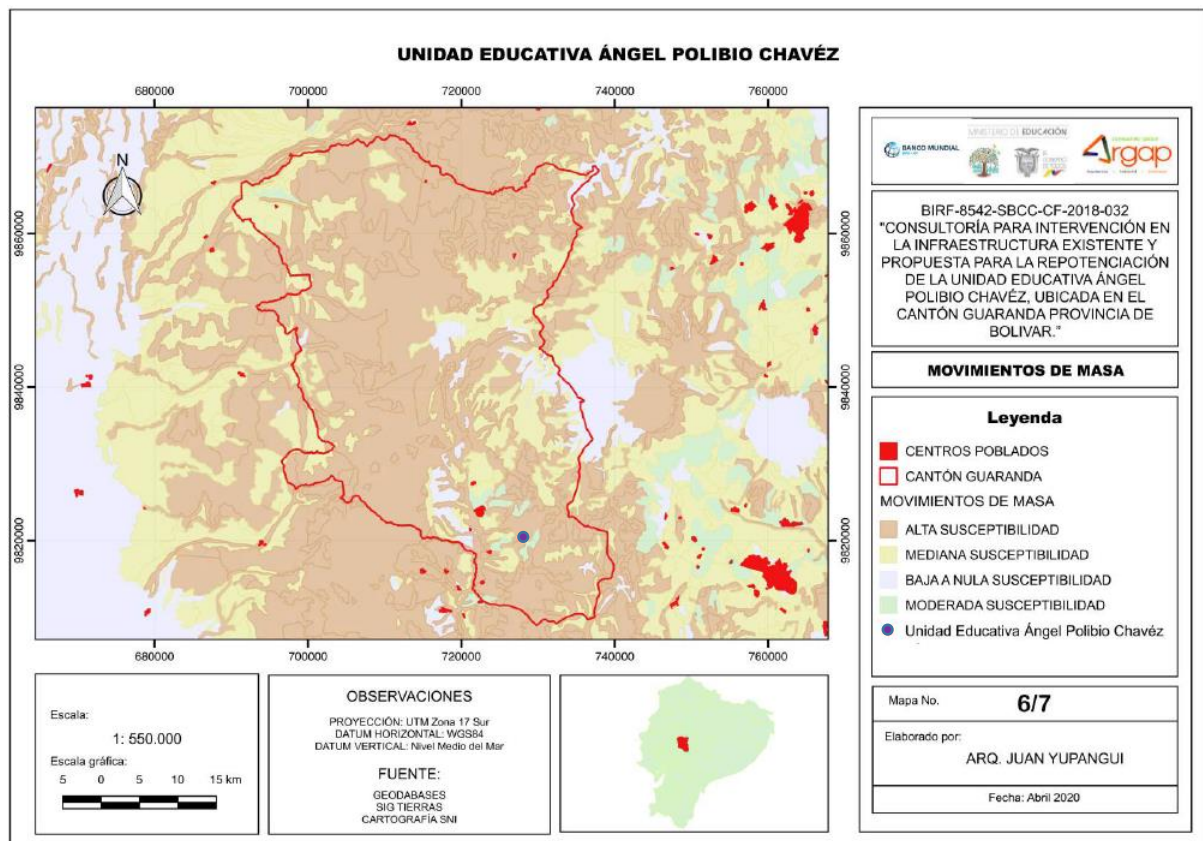 UNIDAD EDUCATIVA ÁNGEL POLIBIO CHAVÉZ
680000 700000 720000 740000 760000
N
9860000 9860000
9840000 9840000
9820000 9820000
680000 700000 720000 740000 760000
BANCO MUNDIAL
MINISTERIO DE EDUCACIÓN
Argap
BIRF-8542-SBCC-CF-2018-032
"CONSULTORÍA PARA INTERVENCIÓN EN
LA INFRAESTRUCTURA EXISTENTE Y
PROPUESTA PARA LA REPOTENCIACIÓN
DE LA UNIDAD EDUCATIVA ÁNGEL
POLIBIO CHAVÉZ, UBICADA EN EL
CANTÓN GUARANDA PROVINCIA DE
BOLIVAR."
MOVIMIENTOS DE MASA
Leyenda
CENTROS POBLADOS
CANTÓN GUARANDA
MOVIMIENTOS DE MASA
ALTA SUSCEPTIBILIDAD
MEDIANA SUSCEPTIBILIDAD
BAJA A NULA SUSCEPTIBILIDAD
MODERADA SUSCEPTIBILIDAD
Unidad Educativa Ángel Polibio Chavéz
Mapa No. 6/7
Elaborado por:
ARQ. JUAN YUPANGUI
Fecha: Abril 2020
Escala:
1: 550.000
Escala gráfica:
5 0 5 10 15 km
OBSERVACIONES
PROYECCIÓN: UTM Zona 17 Sur
DATUM HORIZONTAL: WGS84
DATUM VERTICAL: Nivel Medio del Mar
FUENTE:
GEODABASES
SIG TIERRAS
CARTOGRAFÍA SNI